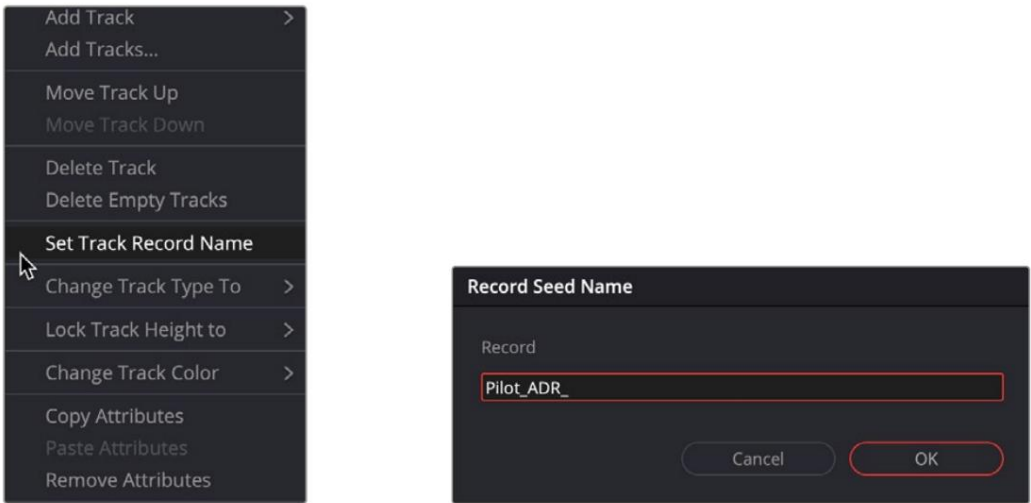 Add Track
Add Tracks...
Move Track Up
Move Track Down
Delete Track
Delete Empty Tracks
Set Track Record Name
Change Track Type To
Lock Track Height to
Change Track Color
Copy Attributes
Paste Attributes
Remove Attributes
Record Seed Name
Record
Pilot_ADR_
Cancel
OK